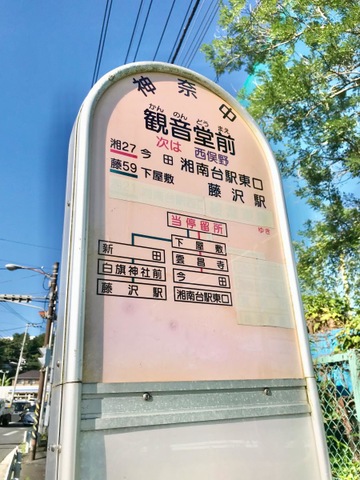 神奈中
かんのんどうまえ
観音堂前
次は 西俣野
湘27 今田 湘南台駅東口
藤59 下屋敷 藤沢駅
ゆき
当停留所
新田 下屋敷
白旗神社前 雲昌寺
藤沢駅 今田
湘南台駅東口